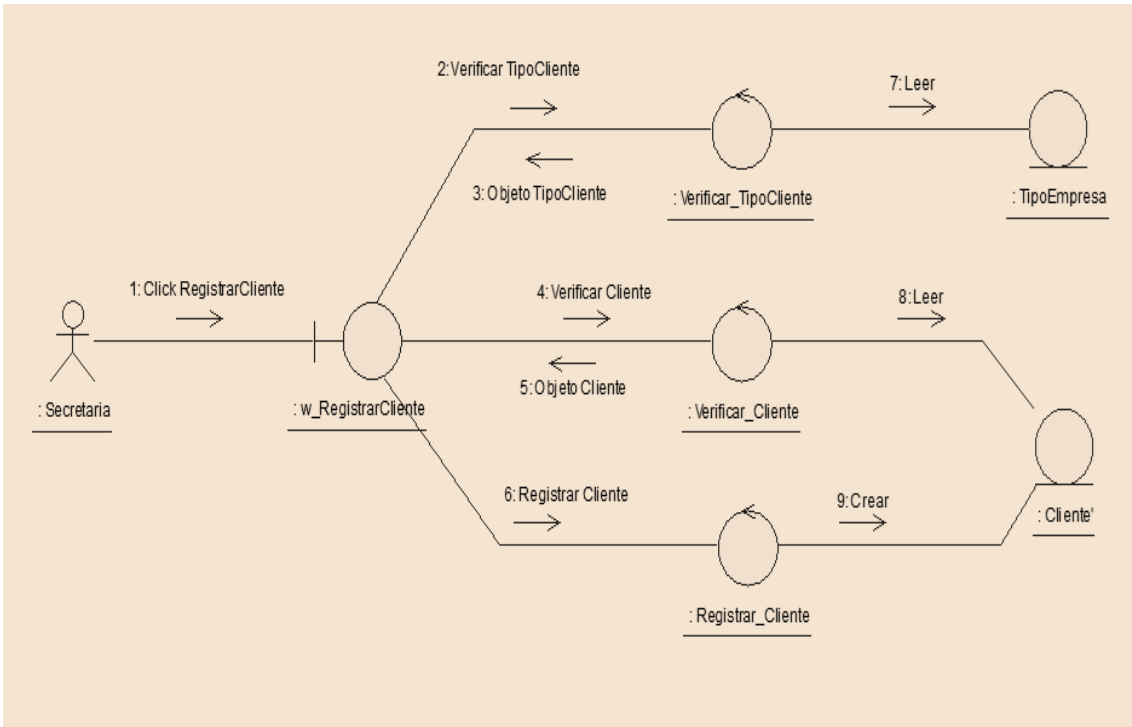 2:Verificar TipoCliente
7:Leer
3: Objeto TipoCliente
: Verificar_TipoCliente
: TipoEmpresa
1: Click RegistrarCliente
4: Verificar Cliente
8:Leer
5:Objeto Cliente
: Secretaria
: w_RegistrarCliente
: Verificar_Cliente
6: Registrar Cliente
9:Crear
: Cliente'
: Registrar_Cliente